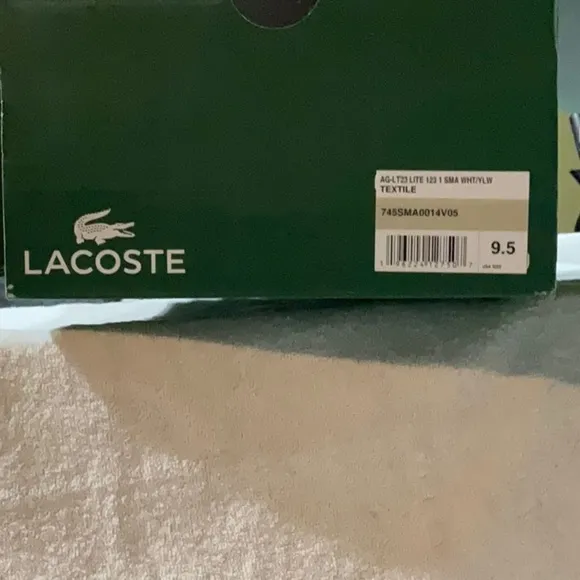 AG-LT23 LITE 123 1 SMA WHT/YLW
TEXTILE
745SMA0014V05
9.5
LACOSTE